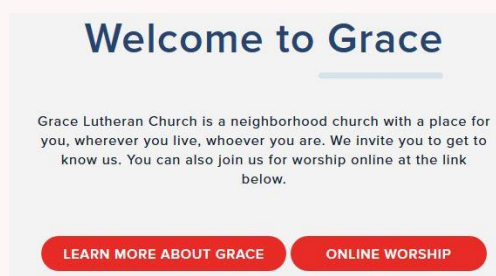 Welcome to Grace
Grace Lutheran Church is a neighborhood church with a place for
you, wherever you live, whoever you are. We invite you to get to
know us. You can also join us for worship online at the link
below.
LEARN MORE ABOUT GRACE ONLINE WORSHIP